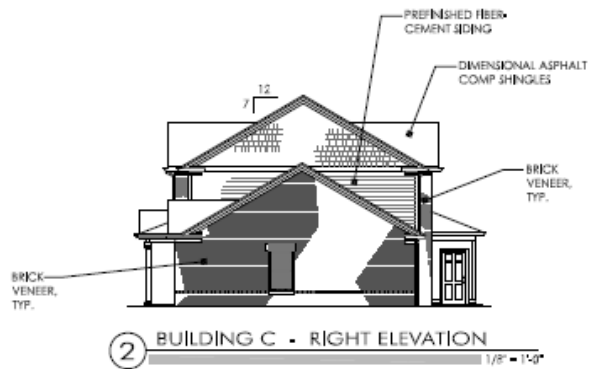 PREFINISHED FIBER-
CEMENT SIDING
12
7
DIMENSIONAL ASPHALT
COMP SHINGLES
BRICK
VENEER,
TYP.
BRICK
VENEER,
TYP.
2 BUILDING C - RIGHT ELEVATION
1/8" = 1'-0"